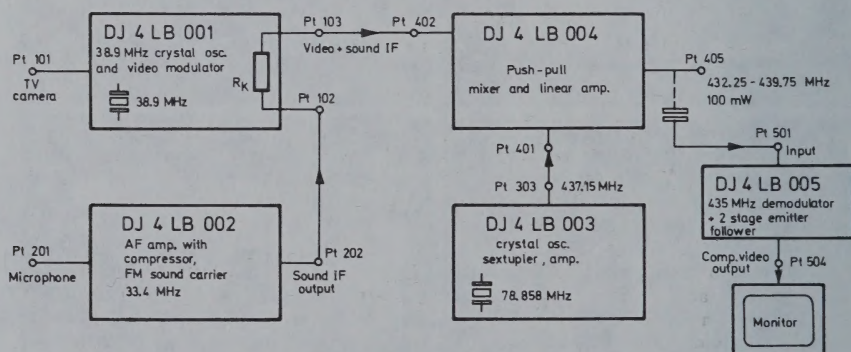 DJ 4 LB 001
38.9 MHz crystal osc.
and video modulator
38.9 MHz
RK
Pt 101
TV
camera
Pt 103
Video + sound IF
Pt 402
Pt 102
DJ 4 LB 004
Push-pull
mixer and linear amp.
Pt 405
432.25 - 439.75 MHz
100 mW
Pt 501
Input
Pt 401
Pt 303
437.15 MHz
DJ 4 LB 005
435 MHz demodulator
+ 2 stage emitter
follower
DJ 4 LB 002
AF amp. with
compressor,
FM sound carrier
33.4 MHz
Pt 201
Microphone
Pt 202
Sound IF
output
DJ 4 LB 003
crystal osc.
sextupler, amp.
78.858 MHz
Comp.video
output
Pt 504
Monitor